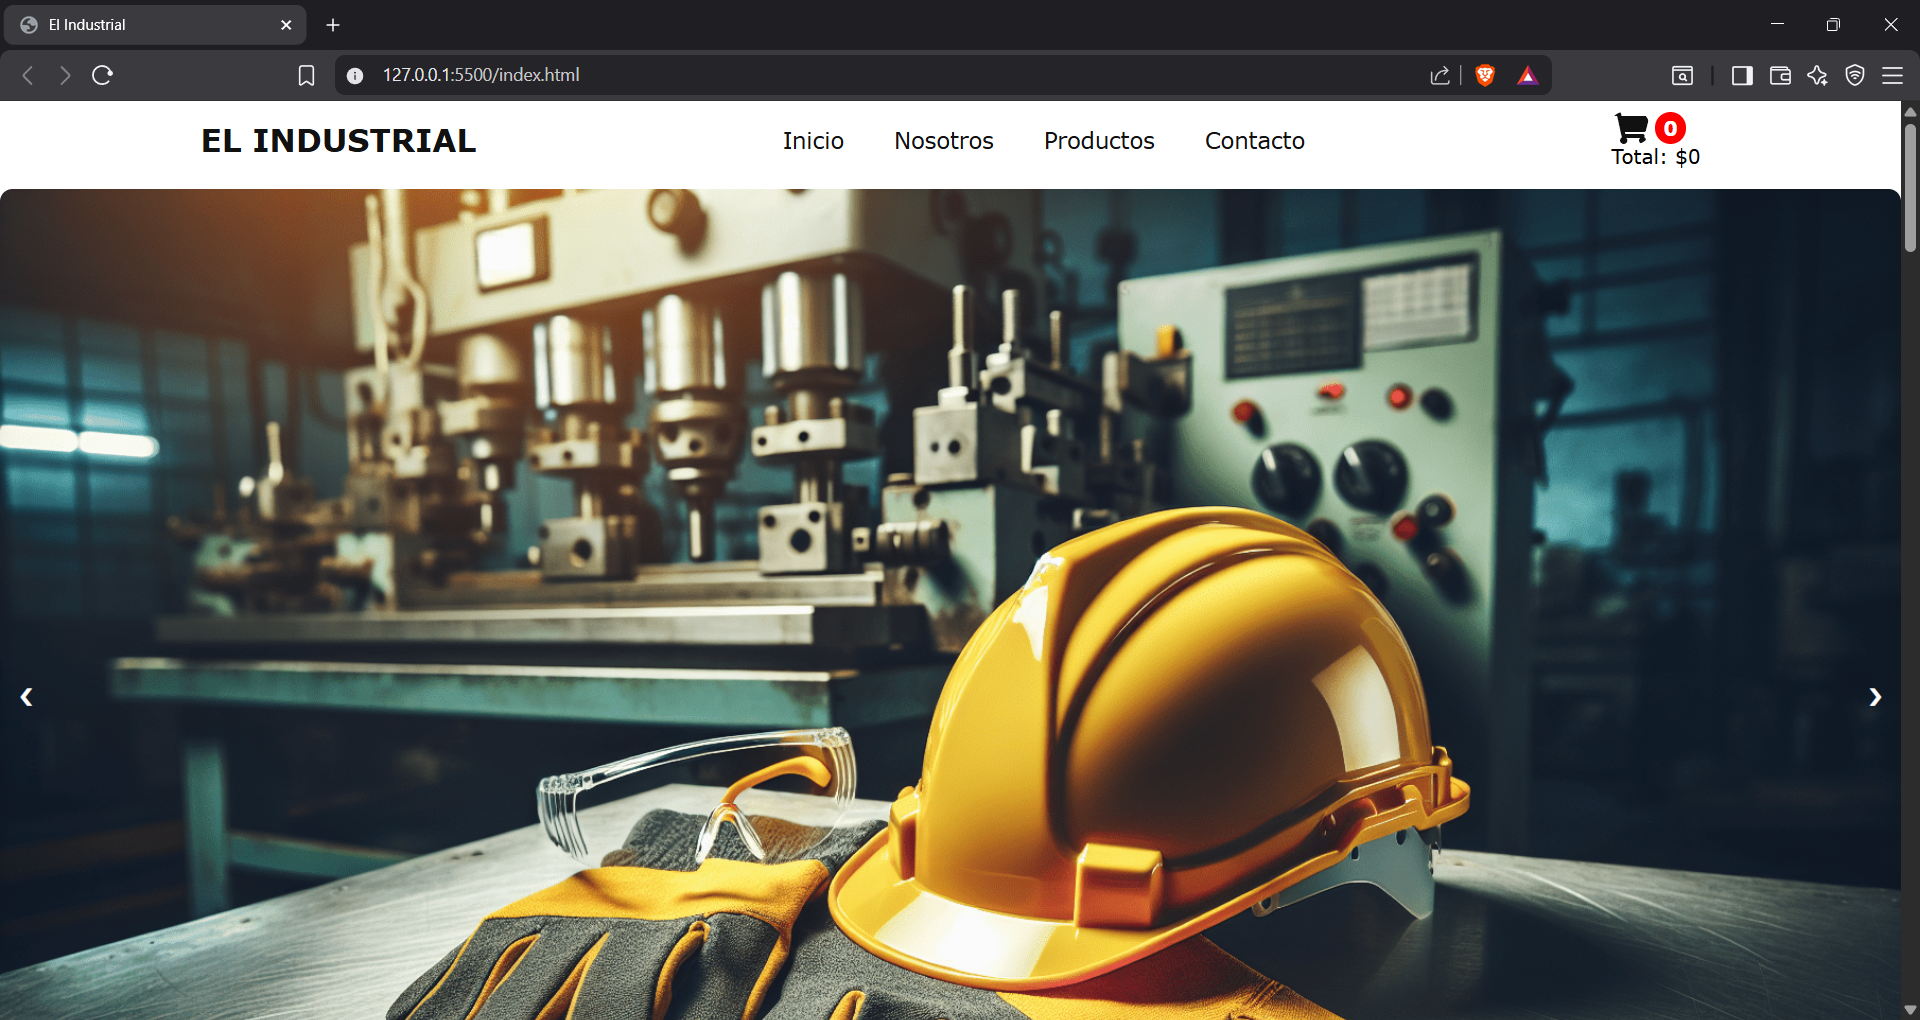 El Industrial
127.0.0.1:5500/index.html
EL INDUSTRIAL
Inicio Nosotros Productos Contacto
0
Total: $0